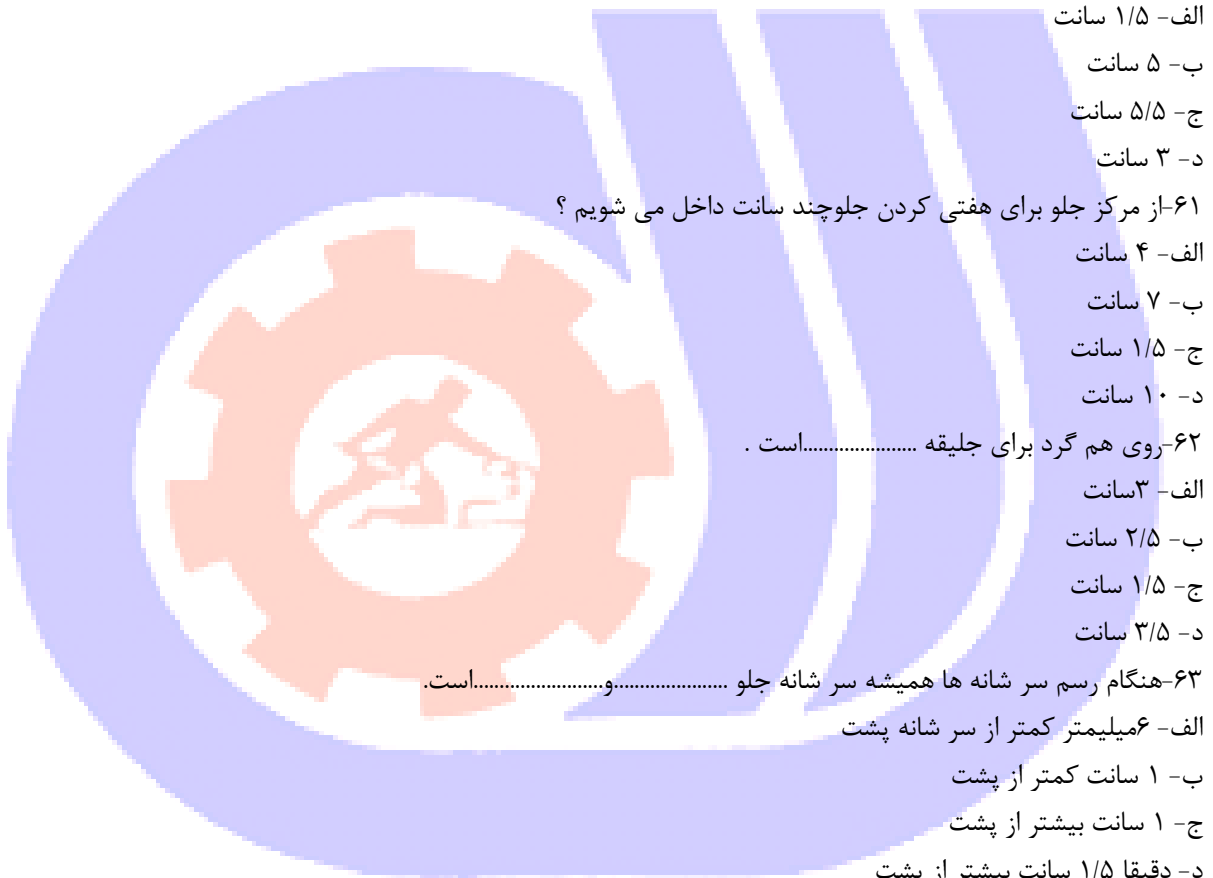 الف- ۱/۵ سانت
ب- ۵ سانت
ج- ۵/۵ سانت
د- ۳ سانت
۶۱-از مرکز جلو برای هفتی کردن جلوچند سانت داخل می شویم ؟
الف- ۴ سانت
ب- ۷ سانت
ج- ۱/۵ سانت
د- ۱۰ سانت
۶۲-روی هم گرد برای جلیقه ......................است .
الف- ۳سانت
ب- ۲/۵ سانت
ج- ۱/۵ سانت
د- ۳/۵ سانت
۶۳-هنگام رسم سر شانه ها همیشه سر شانه جلو ......................و.........................است.
الف- ۶میلیمتر کمتر از سر شانه پشت
ب- ۱ سانت کمتر از پشت
ج- ۱ سانت بیشتر از پشت
د- دقیقا ۱/۵ سانت بیشتر از پشت